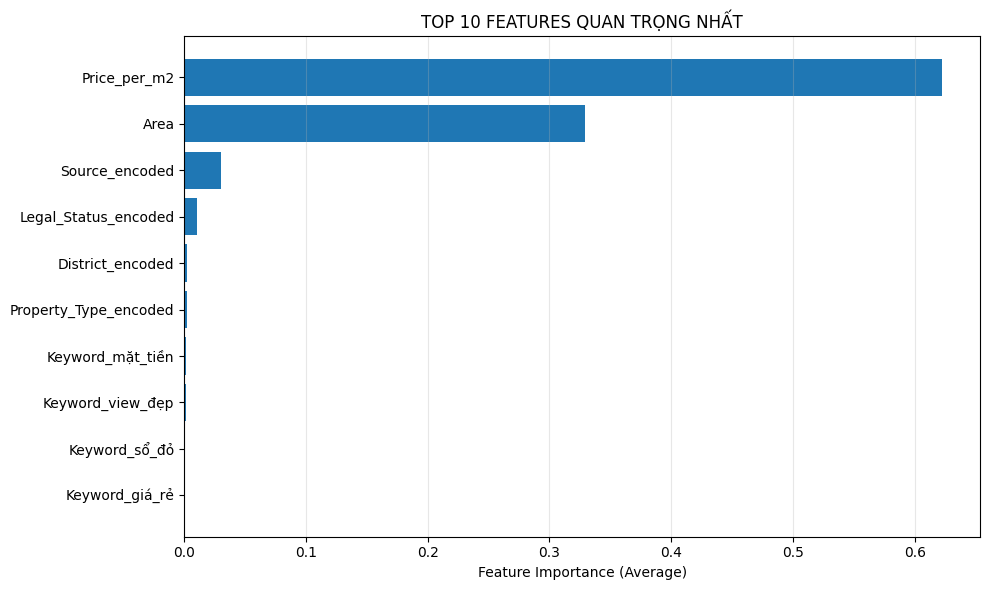 TOP 10 FEATURES QUAN TRỌNG NHẤT
Price_per_m2
Area
Source_encoded
Legal_Status_encoded
District_encoded
Property_Type_encoded
Keyword_mặt_tiền
Keyword_view_đẹp
Keyword_sổ_đỏ
Keyword_giá_rẻ
0.0 0.1 0.2 0.3 0.4 0.5 0.6
Feature Importance (Average)